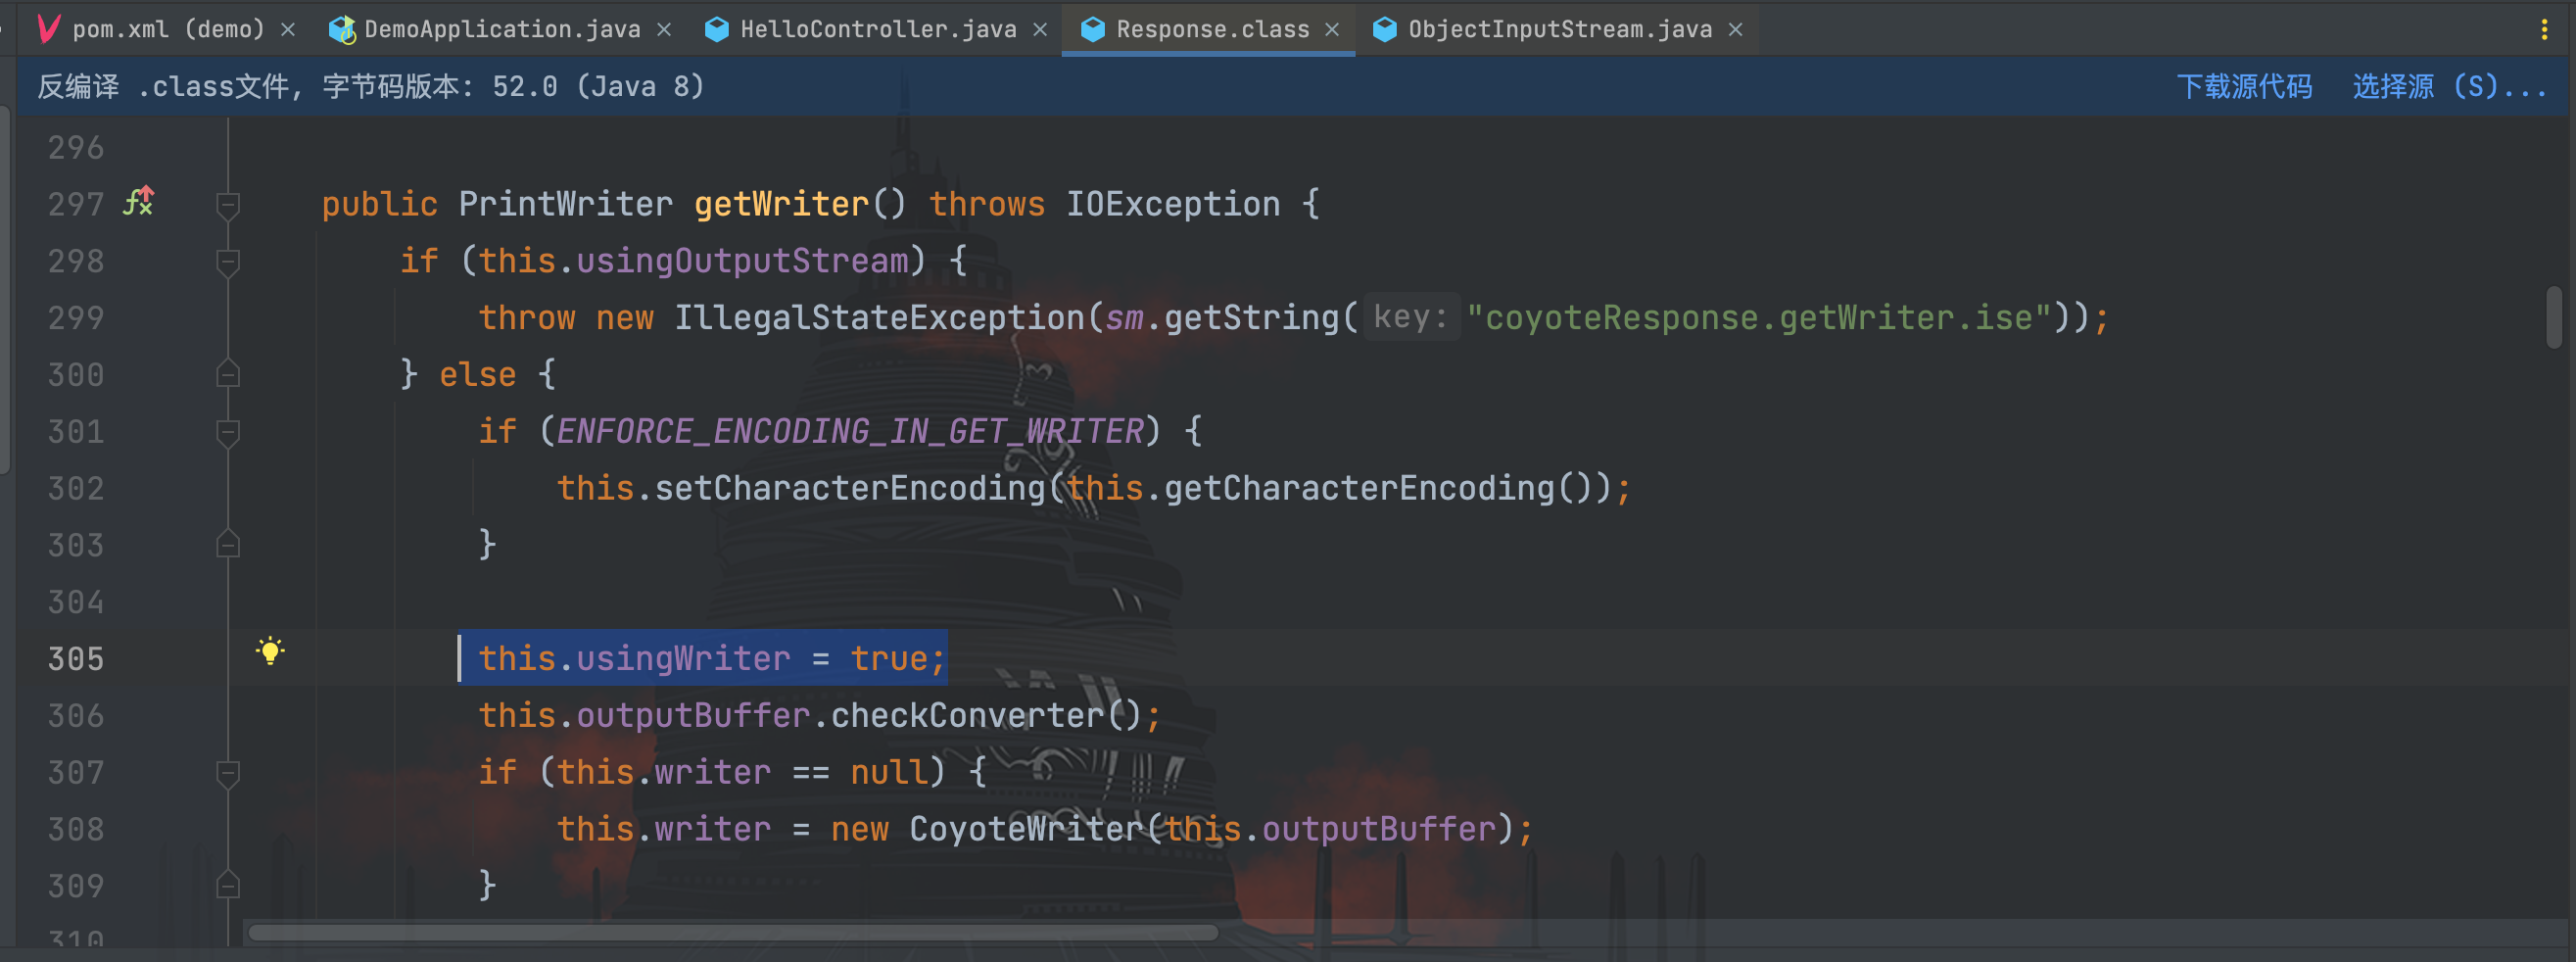 pom.xml (demo) DemoApplication.java HelloController.java Response.class ObjectInputStream.java
反编译 .class文件, 字节码版本: 52.0 (Java 8) 下载源代码 选择源 (S)...
296
297 public PrintWriter getWriter() throws IOException {
298 if (this.usingOutputStream) {
299 throw new IllegalStateException(sm.getString( key: "coyoteResponse.getWriter.ise"));
300 } else {
301 if (ENFORCE_ENCODING_IN_GET_WRITER) {
302 this.setCharacterEncoding(this.getCharacterEncoding());
303 }
304
305 this.usingWriter = true;
306 this.outputBuffer.checkConverter();
307 if (this.writer == null) {
308 this.writer = new CoyoteWriter(this.outputBuffer);
309 }
310